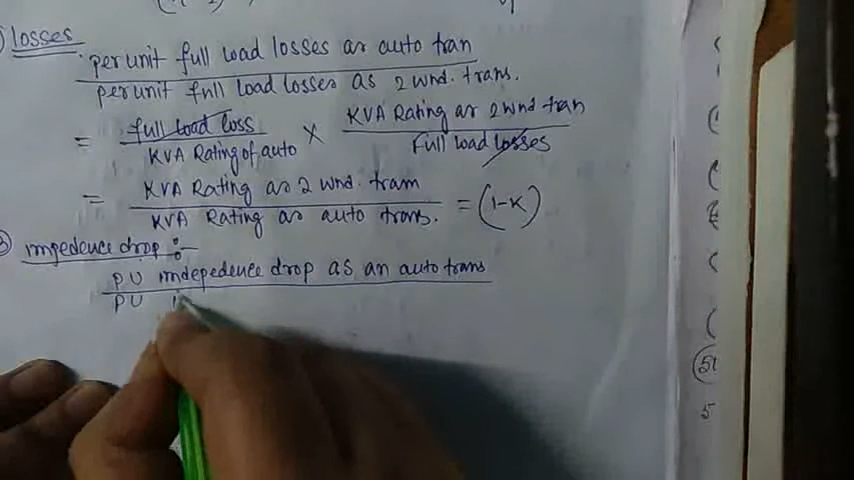 losses
per unit full load losses as auto tran
per unit full load losses as 2 wnd. trans.
= full load loss / KVA Rating of auto X KVA Rating as 2 wnd tran / Full load losses
= KVA Rating as 2 wnd. tram / KVA Rating as auto trans. = (1-K)
Impedence drop :-
PU Indepedence drop as an auto trans
PU